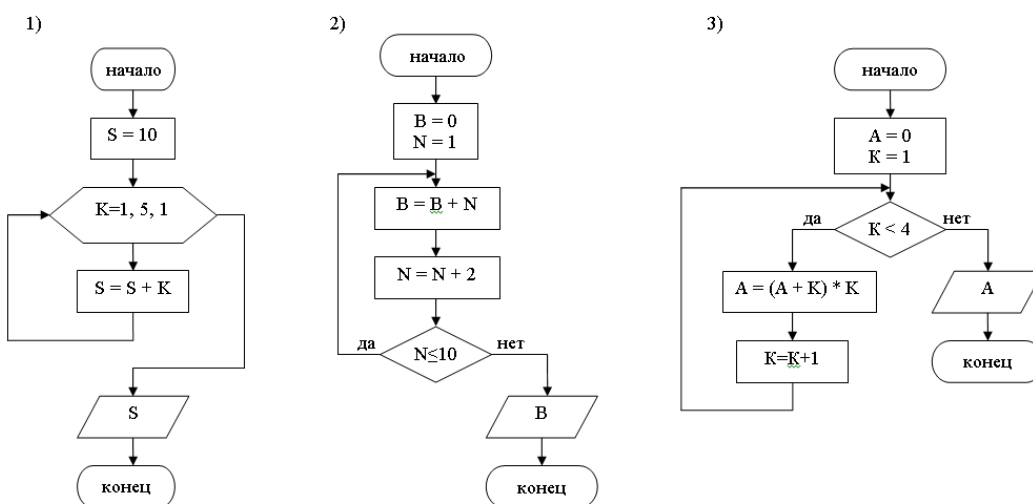 1)
начало
S = 10
K=1, 5, 1
S = S + K
S
конец
2)
начало
B = 0
N = 1
B = B + N
N = N + 2
да
N≤10
нет
B
конец
3)
начало
А = 0
К = 1
да
К < 4
нет
А = (А + К) * К
К=К+1
А
конец